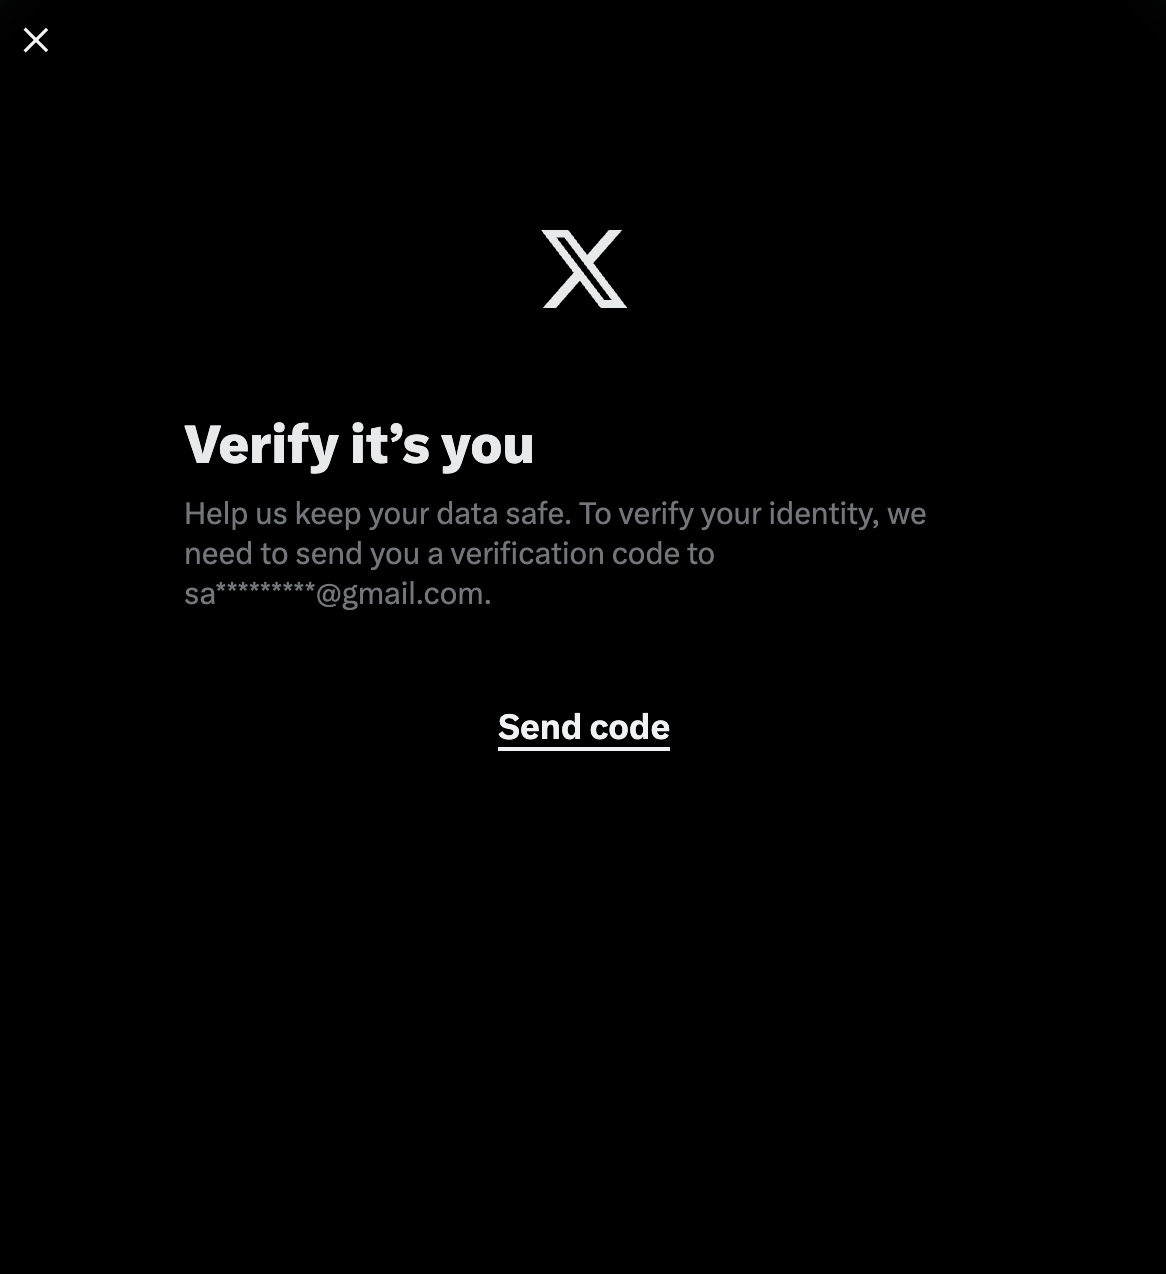 Verify it’s you
Help us keep your data safe. To verify your identity, we
need to send you a verification code to
sa*********@gmail.com.
Send code